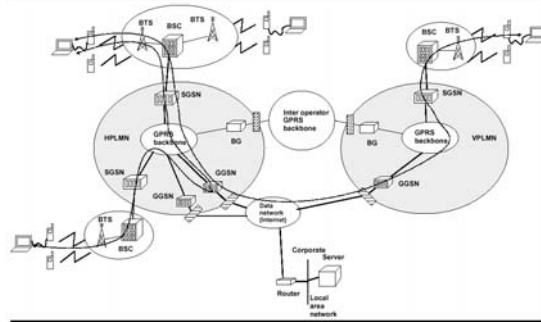 BTS
BSC
BTS
BSC
BTS
SGSN
SGSN
HPLMN
GPRS
backbone
BG
Inter operator
GPRS
backbone
BG
GPRS
backbone
VPLMN
SGSN
GGSN
GGSN
GGSN
BTS
BSC
Data
network
(Internet)
Corporate
Server
Router
Local
area
network